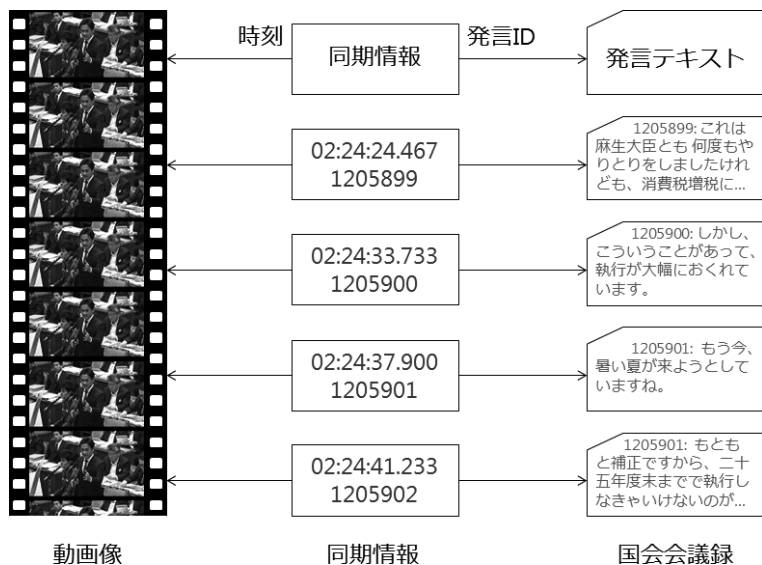 時刻
同期情報
発言ID
発言テキスト
02:24:24.467
1205899
1205899: これは
麻生大臣とも 何度もや
りとりをしましたけれ
ども、消費税増税に...
02:24:33.733
1205900
1205900: しかし、
こういうことがあって、
執行が大幅におくれて
います。
02:24:37.900
1205901
1205901: もう今、
暑い夏が来ようとして
いますね。
02:24:41.233
1205902
1205901: もとも
と補正ですから、二十
五年度末までで執行し
なきゃいけないのが...
動画像
同期情報
国会会議録